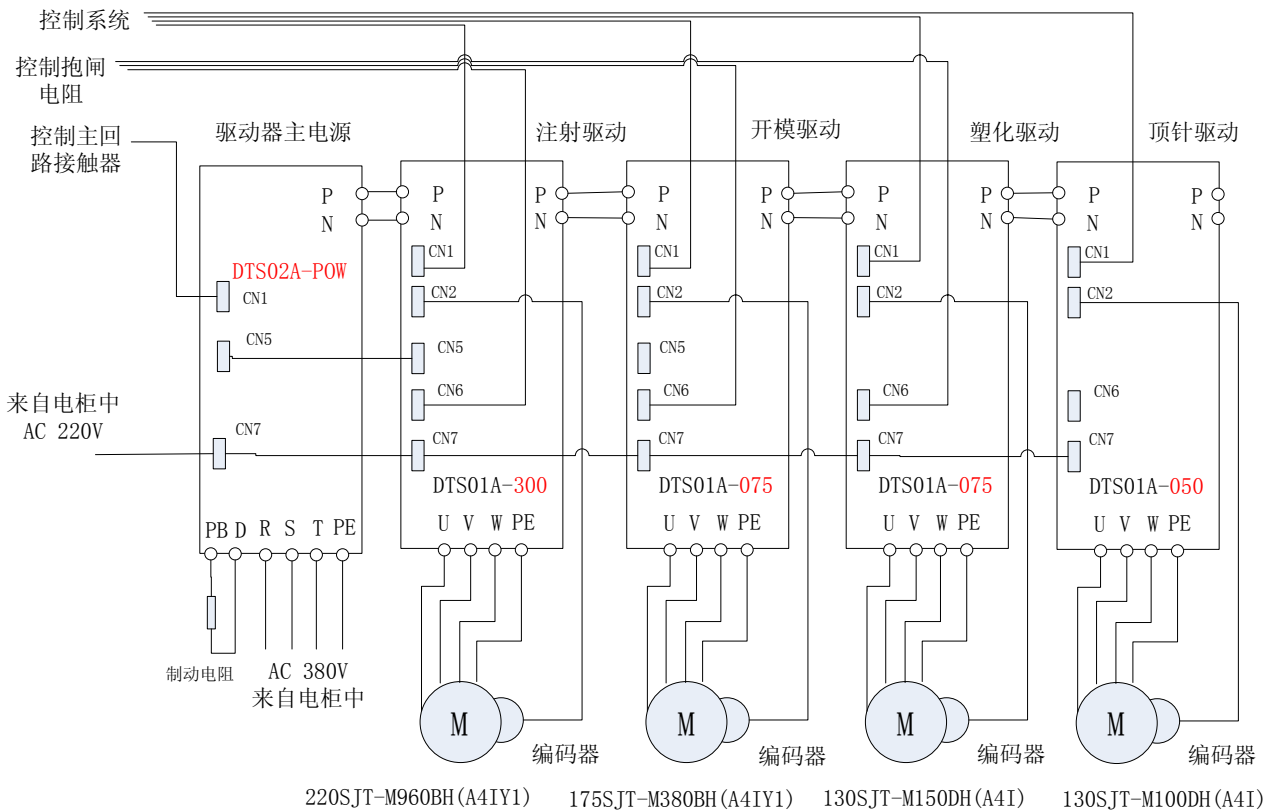 控制系统
控制抱闸
电阻
控制主回
路接触器
驱动器主电源
注射驱动
开模驱动
塑化驱动
顶针驱动
P
N
P
N
P
N
P
N
P
N
P
N
P
N
P
N
P
N
DTS02A-POW
CN1
CN5
CN7
CN1
CN2
CN5
CN6
CN7
CN1
CN2
CN5
CN6
CN7
CN1
CN2
CN6
CN7
CN1
CN2
CN6
CN7
来自电柜中
AC 220V
DTS01A-300
DTS01A-075
DTS01A-075
DTS01A-050
PB D R S T PE
U V W PE
U V W PE
U V W PE
U V W PE
制动电阻
AC 380V
来自电柜中
M
编码器
M
编码器
M
编码器
M
编码器
220SJT-M960BH(A4IY1)
175SJT-M380BH(A4IY1)
130SJT-M150DH(A4I)
130SJT-M100DH(A4I)